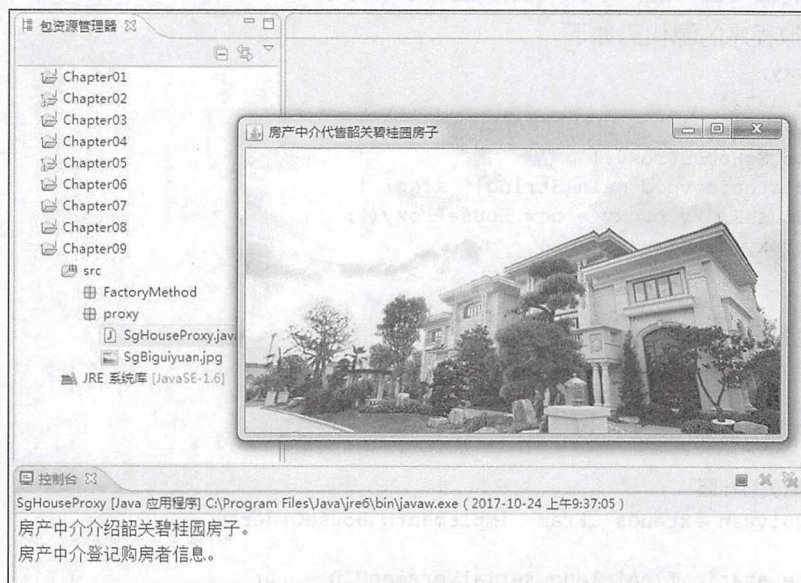 包资源管理器
Chapter01
Chapter02
Chapter03
Chapter04
Chapter05
Chapter06
Chapter07
Chapter08
Chapter09
src
FactoryMethod
proxy
SgHouseProxy.java
SgBiguiyuan.jpg
JRE 系统库 [JavaSE-1.6]
房产中介代售韶关碧桂园房子
控制台
SgHouseProxy [Java 应用程序] C:\Program Files\Java\jre6\bin\javaw.exe ( 2017-10-24 上午9:37:05 )
房产中介介绍韶关碧桂园房子。
房产中介登记购房者信息。